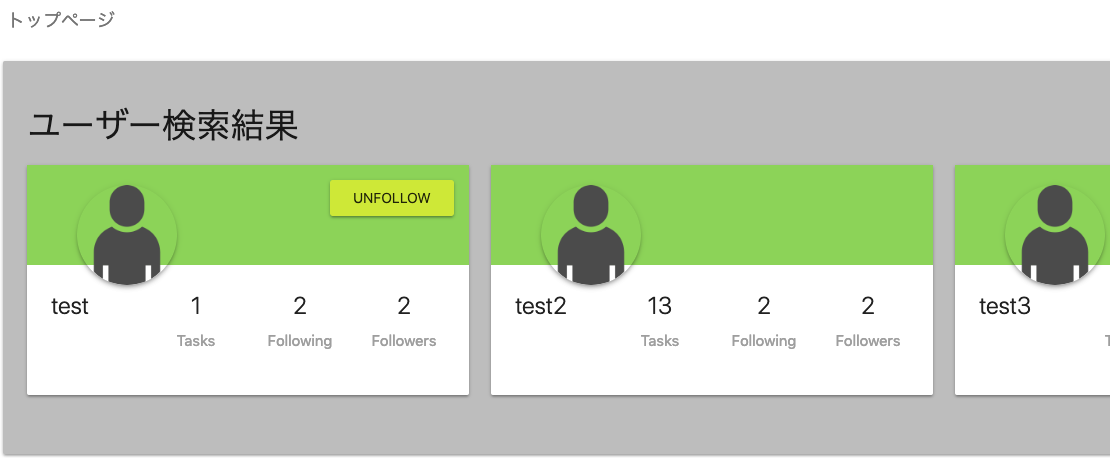 トップページ
ユーザー検索結果
UNFOLLOW
test 1 2 2
Tasks Following Followers
test2 13 2 2
Tasks Following Followers
test3